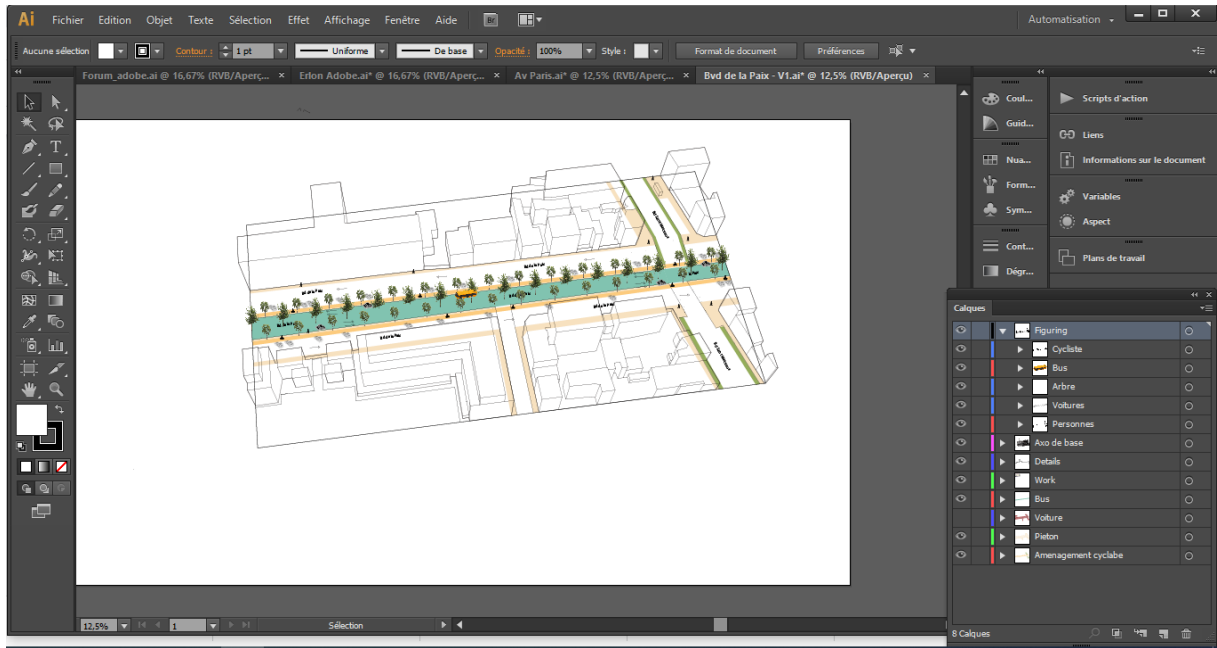 Ai Fichier Edition Objet Texte Sélection Effet Affichage Fenêtre Aide Br Automatisation
Aucune sélection Contour : 1 pt Uniforme De base Opacité : 100% Style : Format de document Préférences
Forum_adobe.ai @ 16,67% (RVB/Aperç... × Erlon Adobe.ai* @ 16,67% (RVB/Aperç... × Av Paris.ai* @ 12,5% (RVB/Aperç... × Bvd de la Paix - V1.ai* @ 12,5% (RVB/Aperçu) ×
Coul...
Guid...
Nua...
Form...
Sym...
Cont...
Dégr...
Scripts d'action
Liens
Informations sur le document
Variables
Aspect
Plans de travail
Calques
Figuring
Cycliste
Bus
Arbre
Voitures
Personnes
Axo de base
Details
Work
Bus
Voiture
Pieton
Amenagement cyclabe
8 Calques
12,5% 1 Sélection